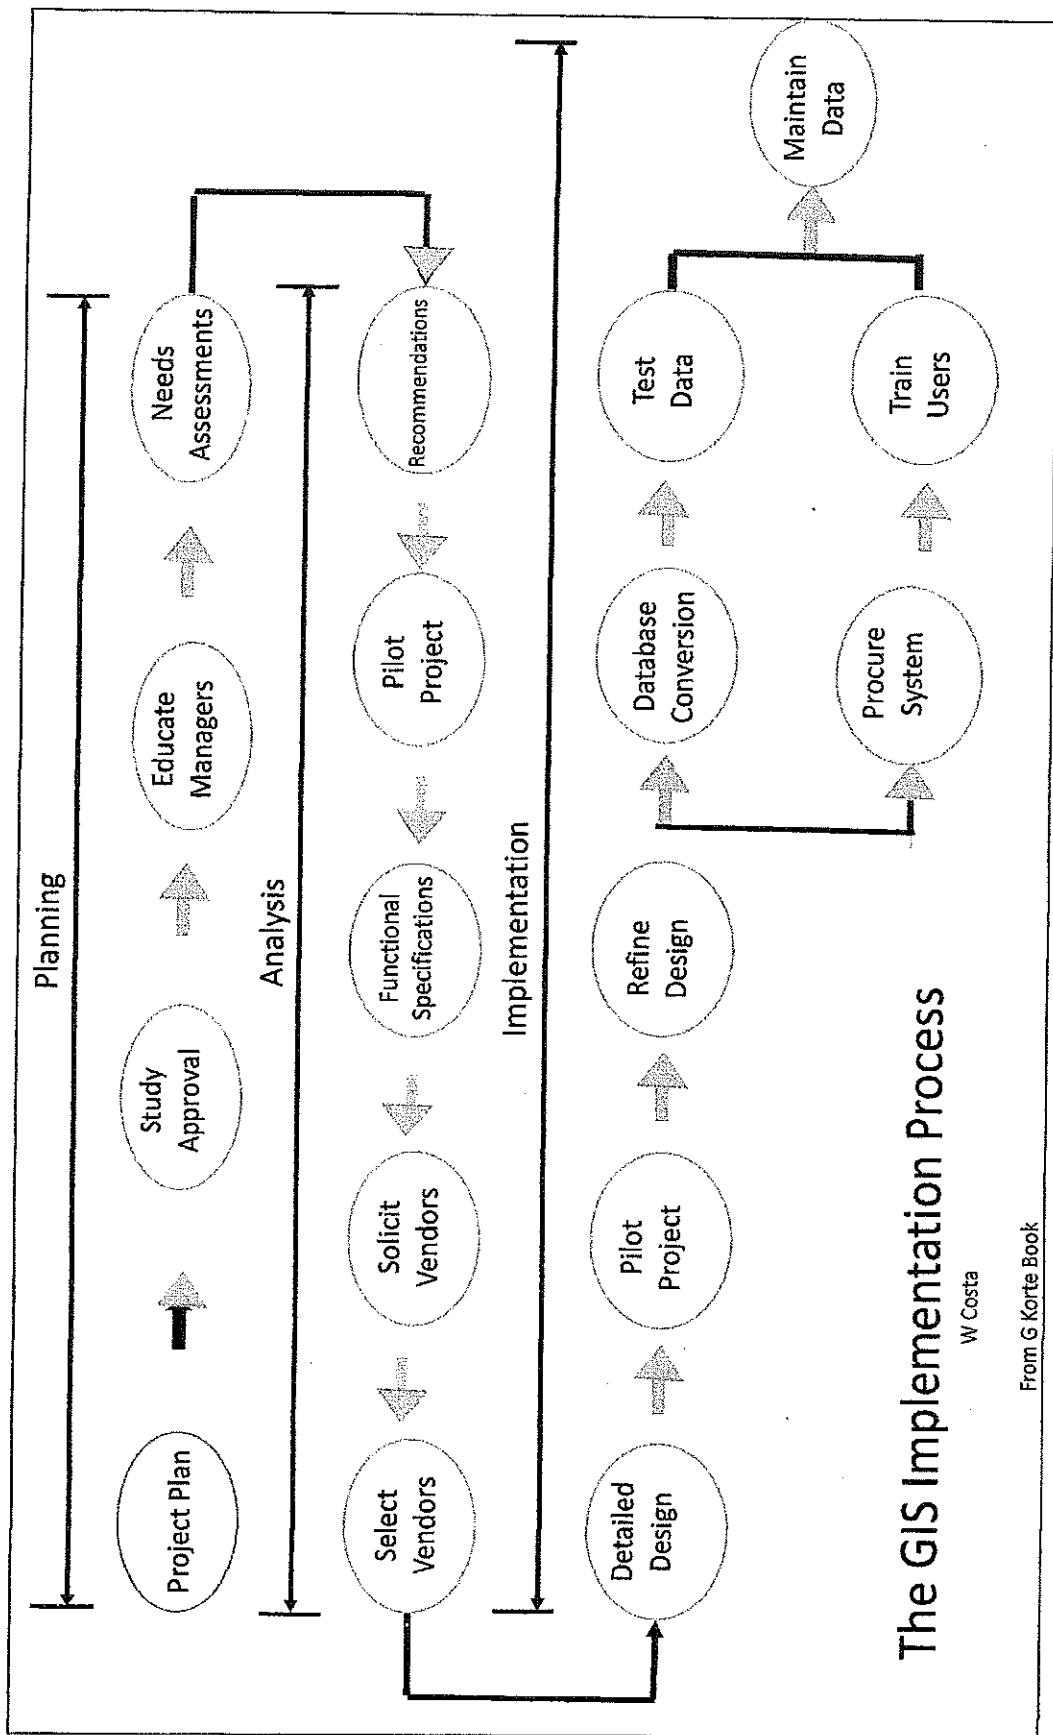 Planning
Project Plan
Study
Approval
Educate
Managers
Needs
Assessments
Analysis
Recommendations
Pilot
Project
Functional
Specifications
Solicit
Vendors
Select
Vendors
Implementation
Detailed
Design
Pilot
Project
Refine
Design
Database
Conversion
Test
Data
Procure
System
Train
Users
Maintain
Data
The GIS Implementation Process
W Costa
From G Korte Book